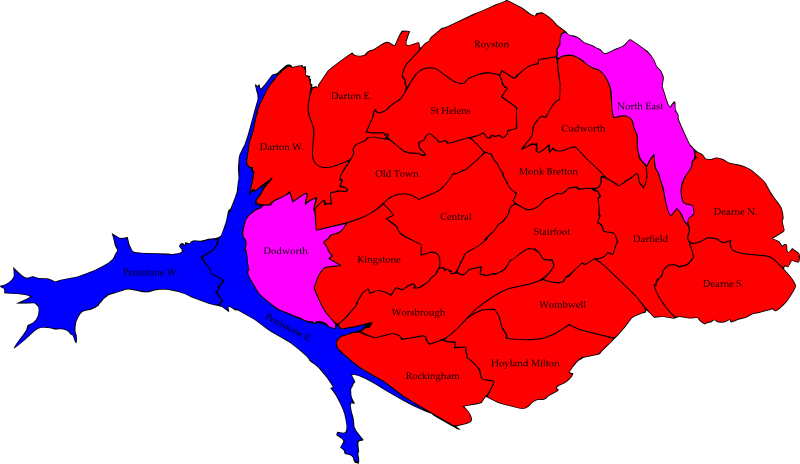 Royston
Darton E.
North East
St Helens
Cudworth
Darton W.
Old Town
Monk Bretton
Dearne N.
Central
Stairfoot
Darfield
Dodworth
Kingstone
Penistone W.
Dearne S.
Wombwell
Worsbrough
Penistone E.
Hoyland Milton
Rockingham